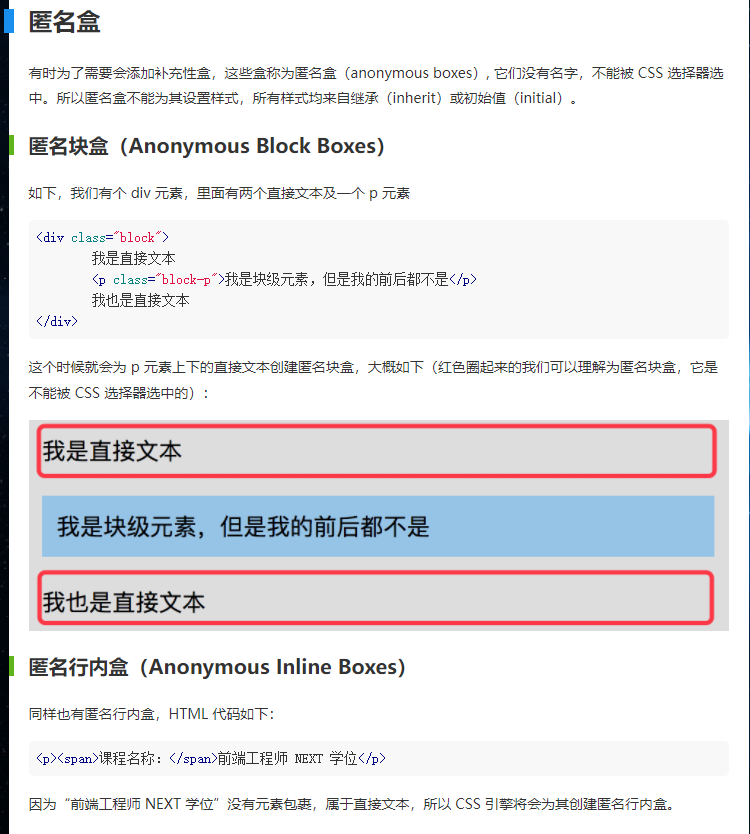 匿名盒
有时为了需要会添加补充性盒，这些盒称为匿名盒（anonymous boxes）, 它们没有名字，不能被 CSS 选择器选
中。所以匿名盒不能为其设置样式，所有样式均来自继承（inherit）或初始值（initial）。
匿名块盒（Anonymous Block Boxes）
如下，我们有个 div 元素，里面有两个直接文本及一个 p 元素
<div class="block">
我是直接文本
<p class="block-p">我是块级元素，但是我的前后都不是</p>
我也是直接文本
</div>
这个时候就会为 p 元素上下的直接文本创建匿名块盒，大概如下（红色圈起来的我们可以理解为匿名块盒，它是
不能被 CSS 选择器选中的）：
我是直接文本
我是块级元素，但是我的前后都不是
我也是直接文本
匿名行内盒（Anonymous Inline Boxes）
同样也有匿名行内盒，HTML 代码如下：
<p><span>课程名称：</span>前端工程师 NEXT 学位</p>
因为“前端工程师 NEXT 学位”没有元素包裹，属于直接文本，所以 CSS 引擎将会为其创建匿名行内盒。